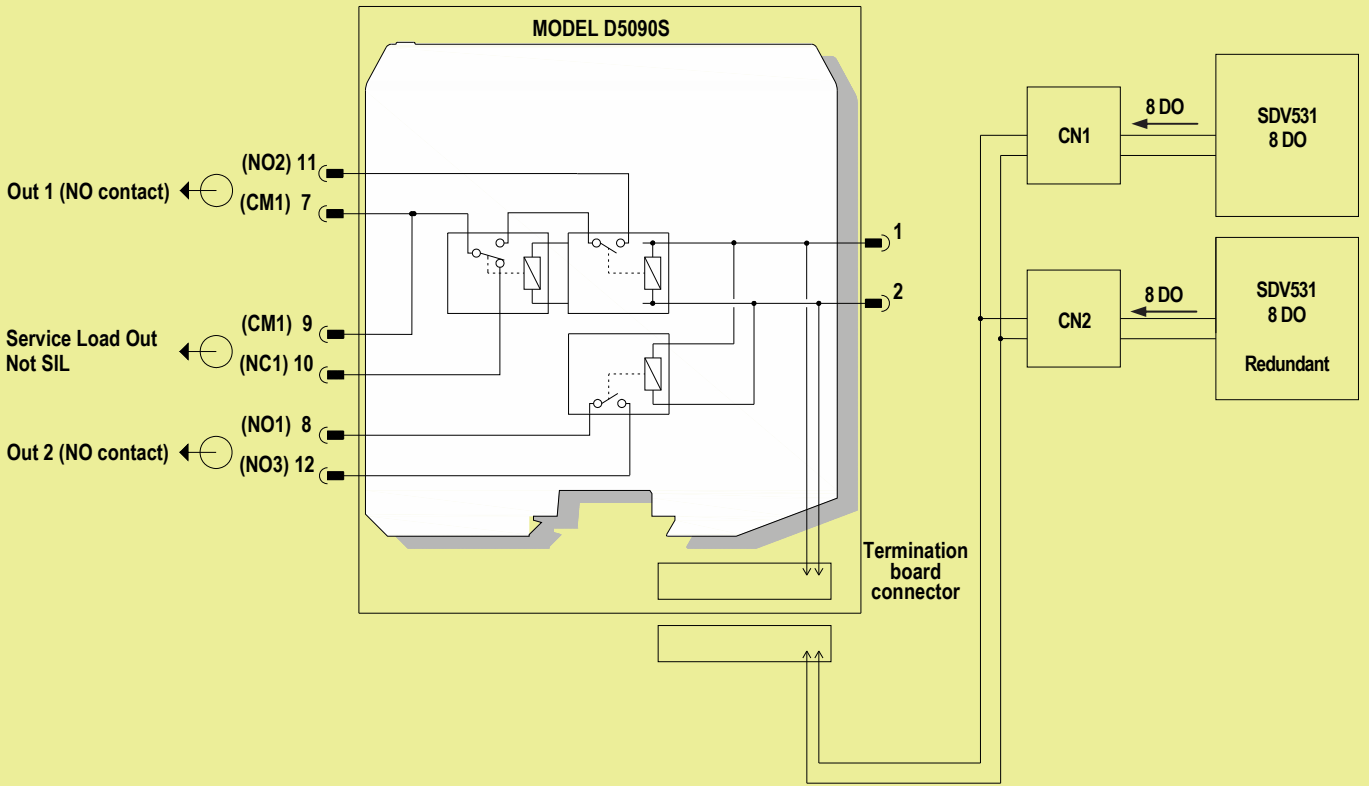 MODEL D5090S
(NO2) 11
Out 1 (NO contact)
(CM1) 7
1
2
(CM1) 9
Service Load Out
Not SIL
(NC1) 10
(NO1) 8
Out 2 (NO contact)
(NO3) 12
Termination
board
connector
CN1
8 DO
SDV531
8 DO
CN2
8 DO
SDV531
8 DO
Redundant